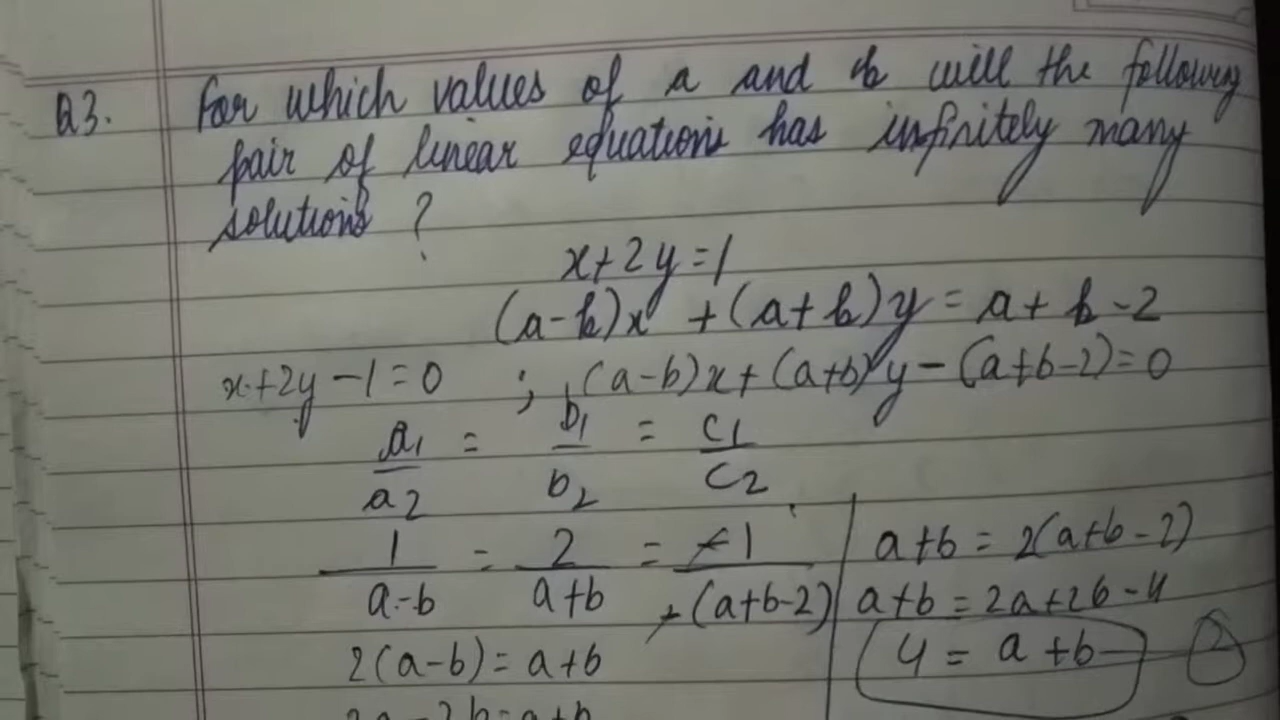 Q3. For which values of a and b will the following
pair of linear equations has infinitely many
solutions ?
x+2y=1
(a-b)x + (a+b)y = a+b-2
x+2y-1=0 ; (a-b)x+(a+b)y-(a+b-2)=0
a1/a2 = b1/b2 = c1/c2
1/(a-b) = 2/(a+b) = -1/-(a+b-2)
2(a-b) = a+b
2a-2b=a+b
a+b = 2(a+b-2)
a+b = 2a+2b-4
4 = a+b 2